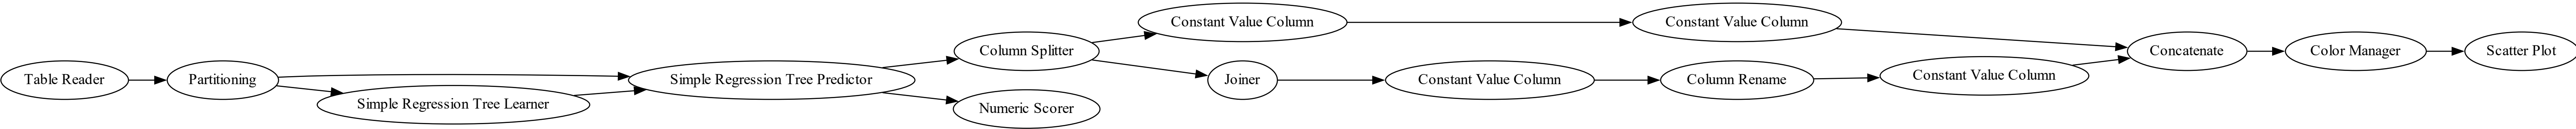 Table Reader
Partitioning
Simple Regression Tree Learner
Simple Regression Tree Predictor
Column Splitter
Numeric Scorer
Constant Value Column
Joiner
Constant Value Column
Constant Value Column
Column Rename
Constant Value Column
Concatenate
Color Manager
Scatter Plot